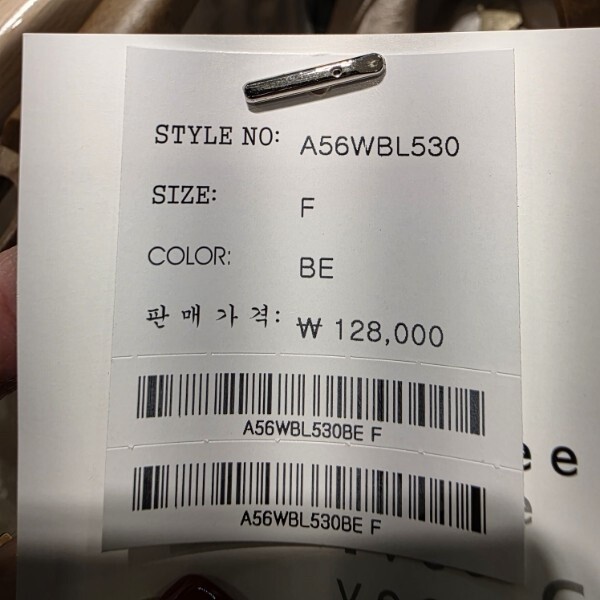 STYLE NO: A56WBL530
SIZE: F
COLOR: BE
판매가격: ₩ 128,000
A56WBL530BE F
A56WBL530BE F